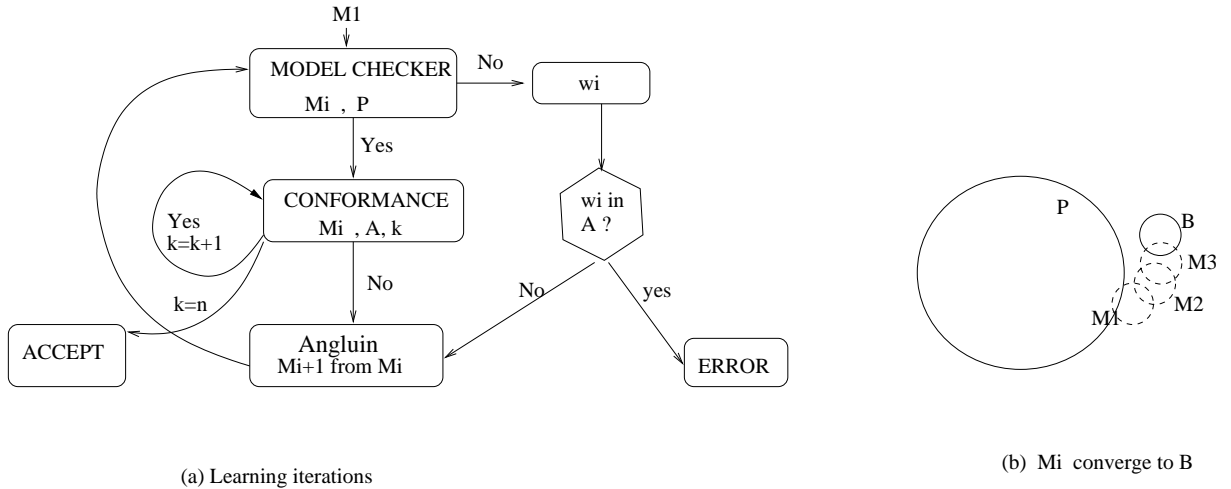 M1
MODEL CHECKER
Mi , P
No
wi
Yes
CONFORMANCE
Mi , A, k
Yes
k=k+1
wi in
A ?
No
No
yes
k=n
ACCEPT
Angluin
Mi+1 from Mi
ERROR
(a) Learning iterations
P
B
M3
M2
M1
(b) Mi converge to B